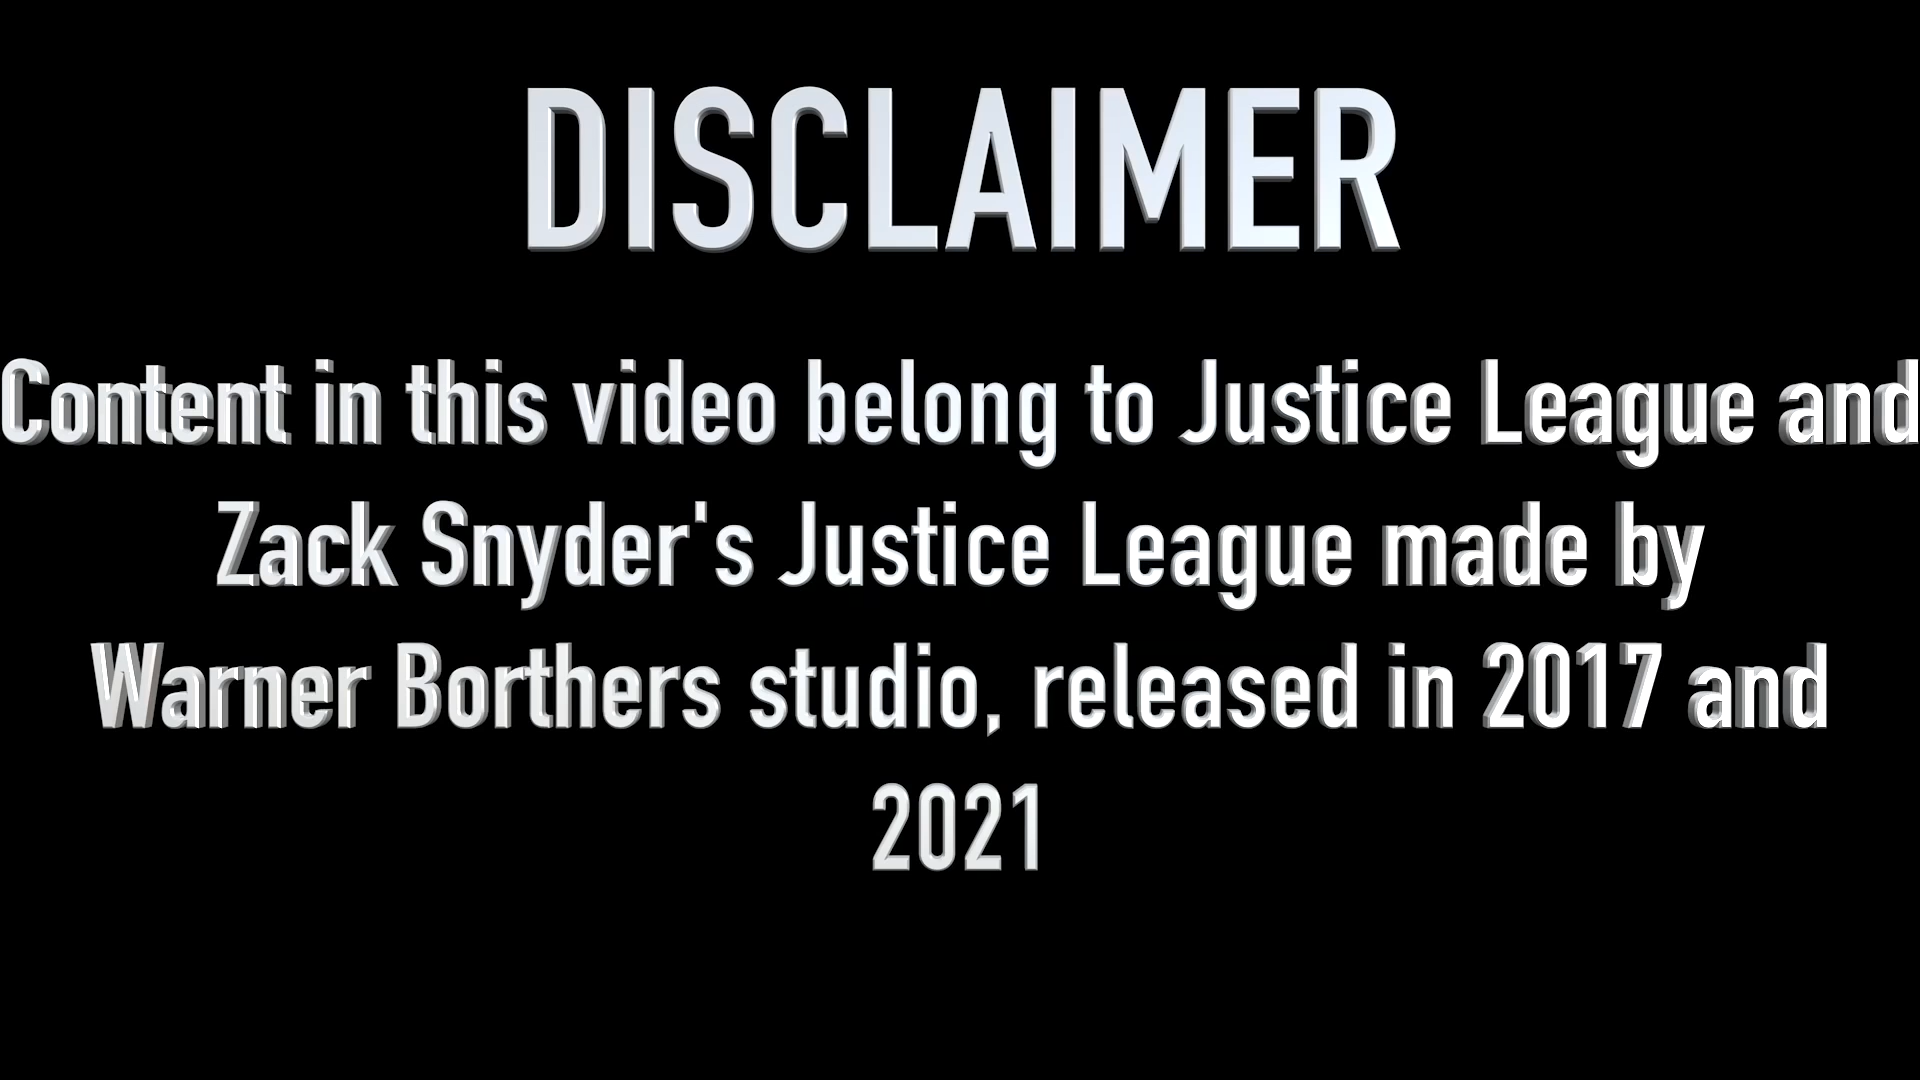 DISCLAIMER
Content in this video belong to Justice League and
Zack Snyder's Justice League made by
Warner Borthers studio, released in 2017 and
2021